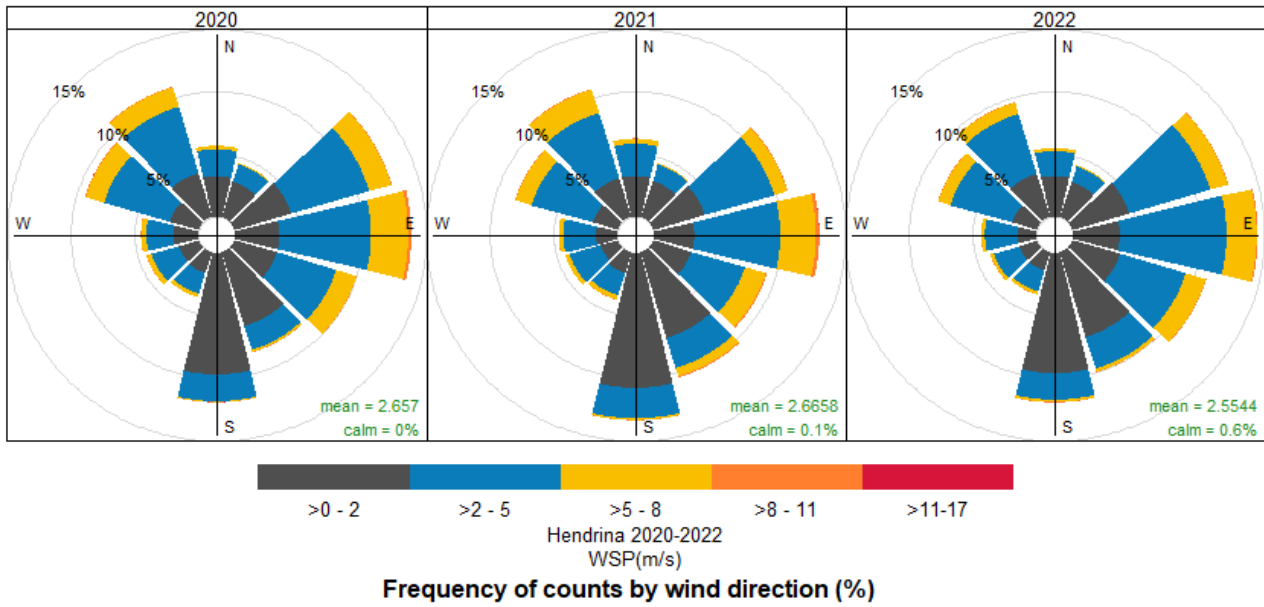 2020
2021
2022
N
15%
10%
5%
W
E
S
mean = 2.657
calm = 0%
N
15%
10%
5%
W
E
S
mean = 2.6658
calm = 0.1%
N
15%
10%
5%
W
E
S
mean = 2.5544
calm = 0.6%
>0 - 2
>2 - 5
>5 - 8
>8 - 11
>11-17
Hendrina 2020-2022
WSP(m/s)
Frequency of counts by wind direction (%)